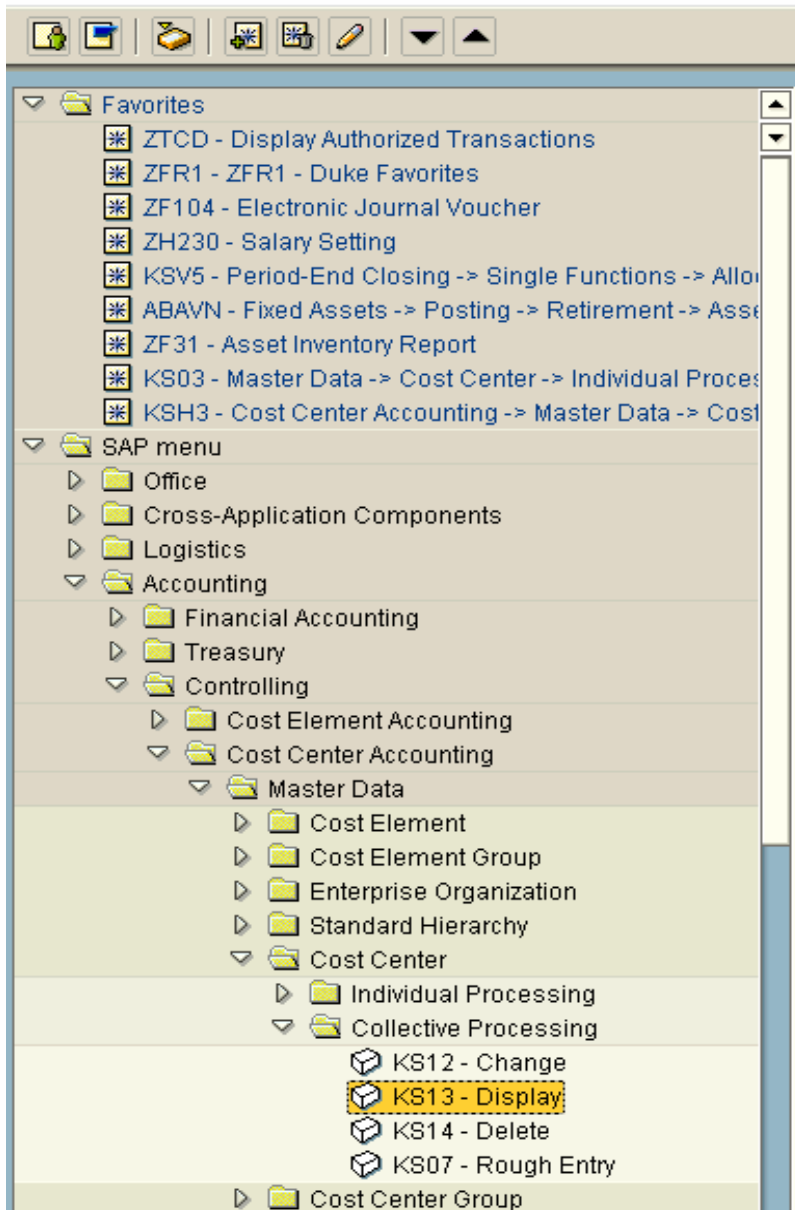 Favorites
ZTCD - Display Authorized Transactions
ZFR1 - ZFR1 - Duke Favorites
ZF104 - Electronic Journal Voucher
ZH230 - Salary Setting
KSV5 - Period-End Closing -> Single Functions -> Allo
ABAVN - Fixed Assets -> Posting -> Retirement -> Asse
ZF31 - Asset Inventory Report
KS03 - Master Data -> Cost Center -> Individual Proces
KSH3 - Cost Center Accounting -> Master Data -> Cost
SAP menu
Office
Cross-Application Components
Logistics
Accounting
Financial Accounting
Treasury
Controlling
Cost Element Accounting
Cost Center Accounting
Master Data
Cost Element
Cost Element Group
Enterprise Organization
Standard Hierarchy
Cost Center
Individual Processing
Collective Processing
KS12 - Change
KS13 - Display
KS14 - Delete
KS07 - Rough Entry
Cost Center Group